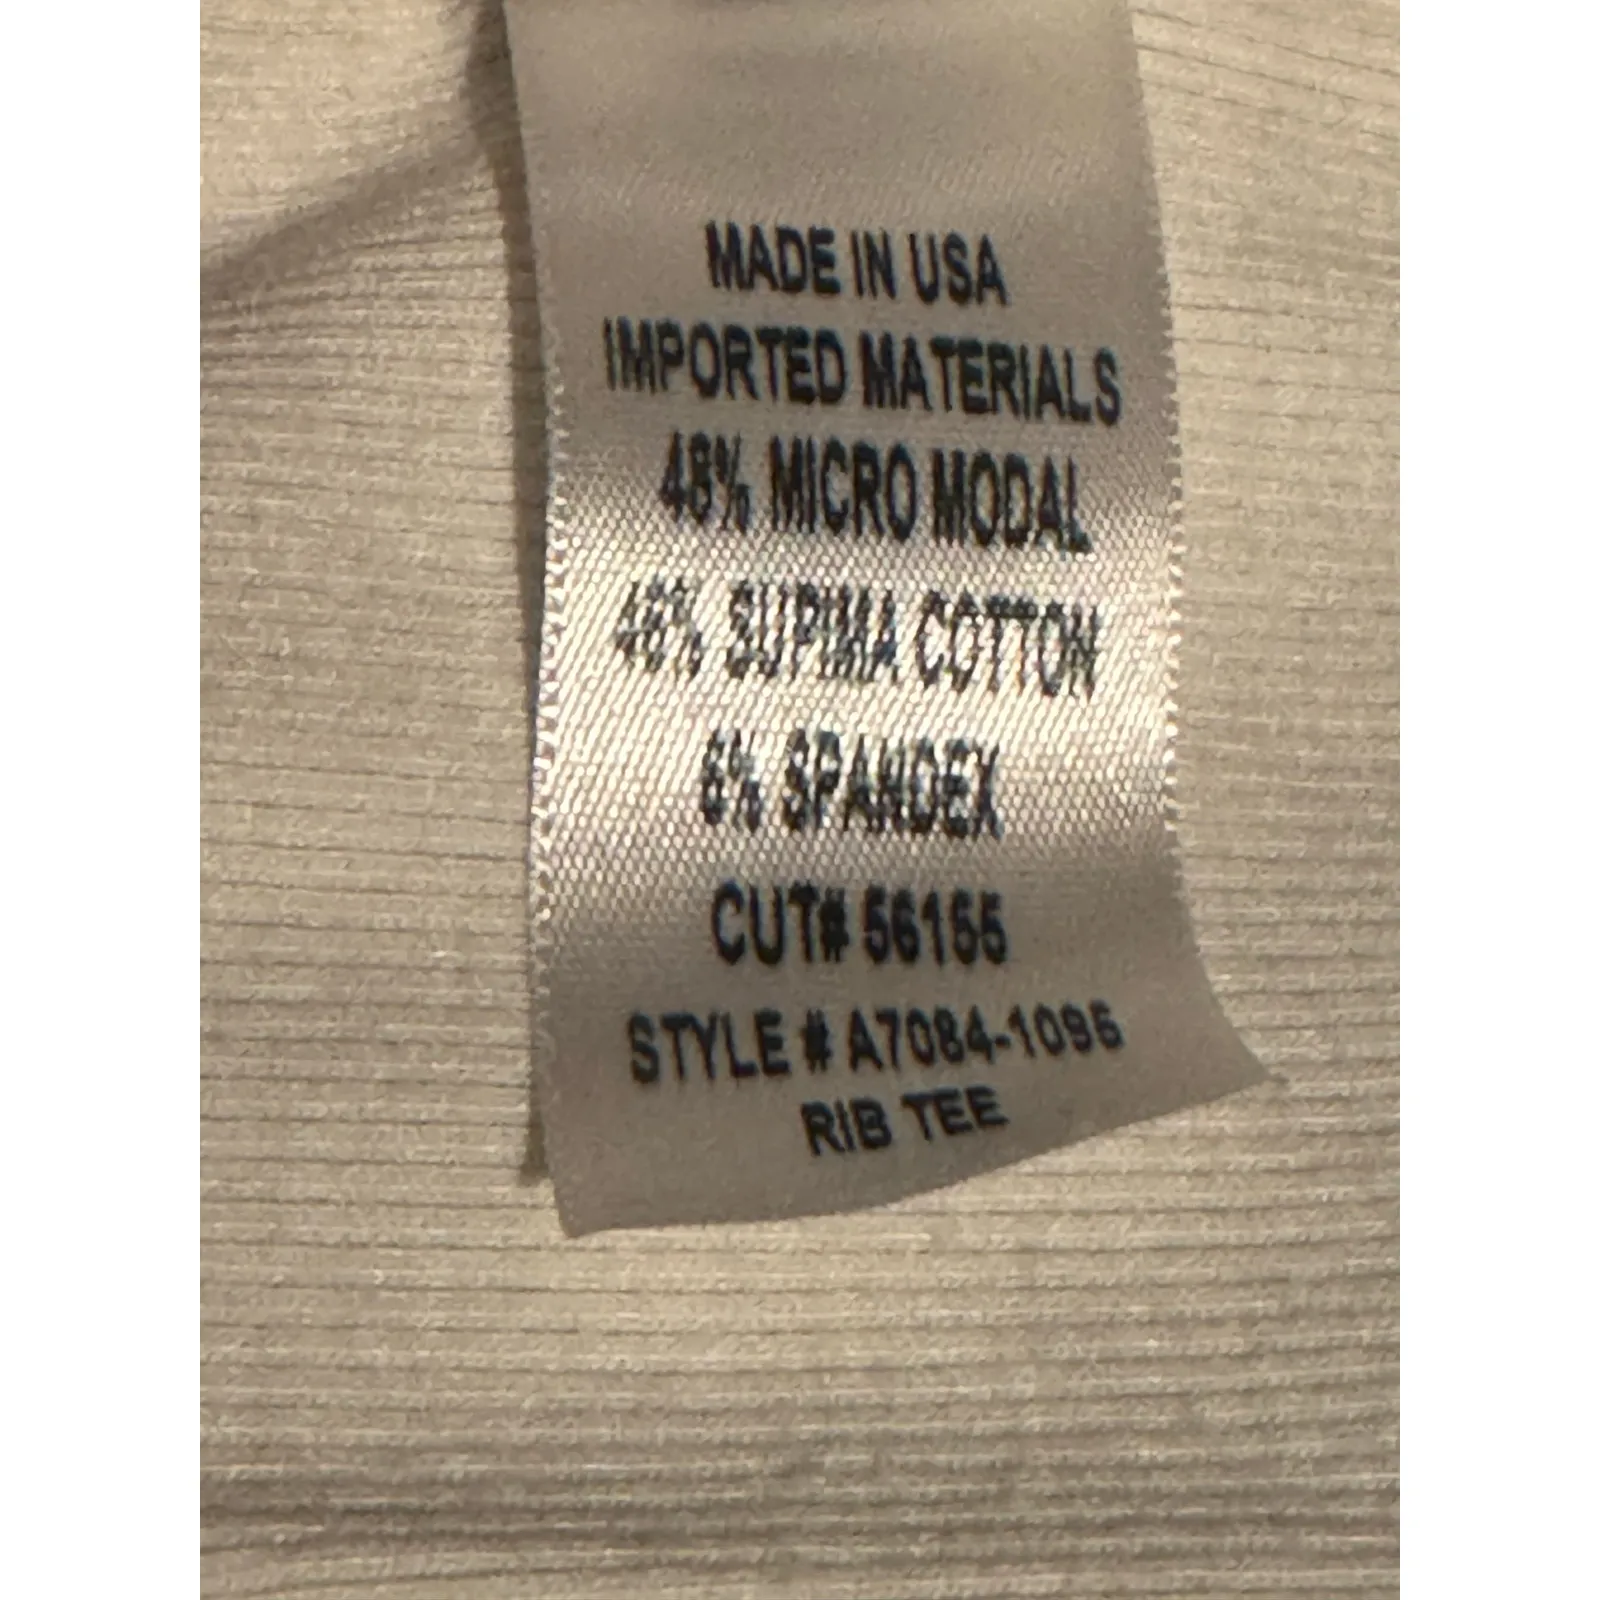 MADE IN USA
IMPORTED MATERIALS
48% MICRO MODAL
46% SUPIMA COTTON
6% SPANDEX
CUT# 56155
STYLE # A7084-1096
RIB TEE